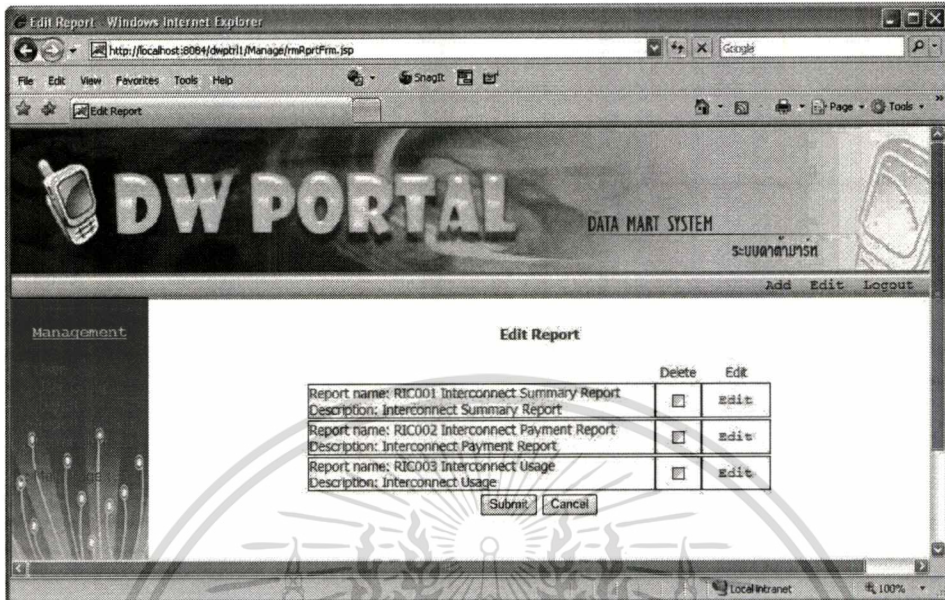 Edit Report - Windows Internet Explorer
http://localhost:8084/dwptrl1/Manage/rmRprtFrm.jsp
Google
File Edit View Favorites Tools Help
SnagIt
Edit Report
Page Tools
DW PORTAL
DATA MART SYSTEM
ระบบดาต้ามาร์ท
Add Edit Logout
Management
Edit Report
Delete Edit
Report name: RIC001 Interconnect Summary Report
Description: Interconnect Summary Report
Edit
Report name: RIC002 Interconnect Payment Report
Description: Interconnect Payment Report
Edit
Report name: RIC003 Interconnect Usage
Description: Interconnect Usage
Edit
Submit Cancel
Local intranet
100%